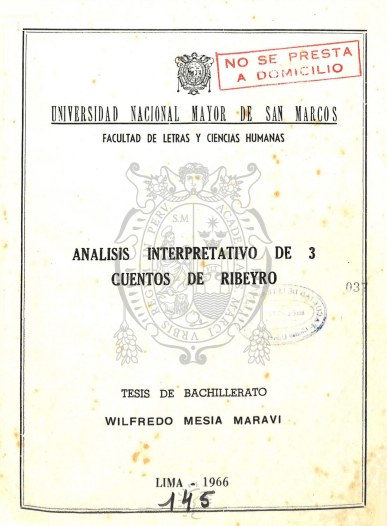 NO SE PRESTA
A DOMICILIO
UNIVERSIDAD NACIONAL MAYOR DE SAN MARCOS
FACULTAD DE LETRAS Y CIENCIAS HUMANAS
S.M
ANALISIS INTERPRETATIVO DE 3
CUENTOS DE RIBEYRO
037
TESIS DE BACHILLERATO
WILFREDO MESIA MARAVI
LIMA - 1966
145